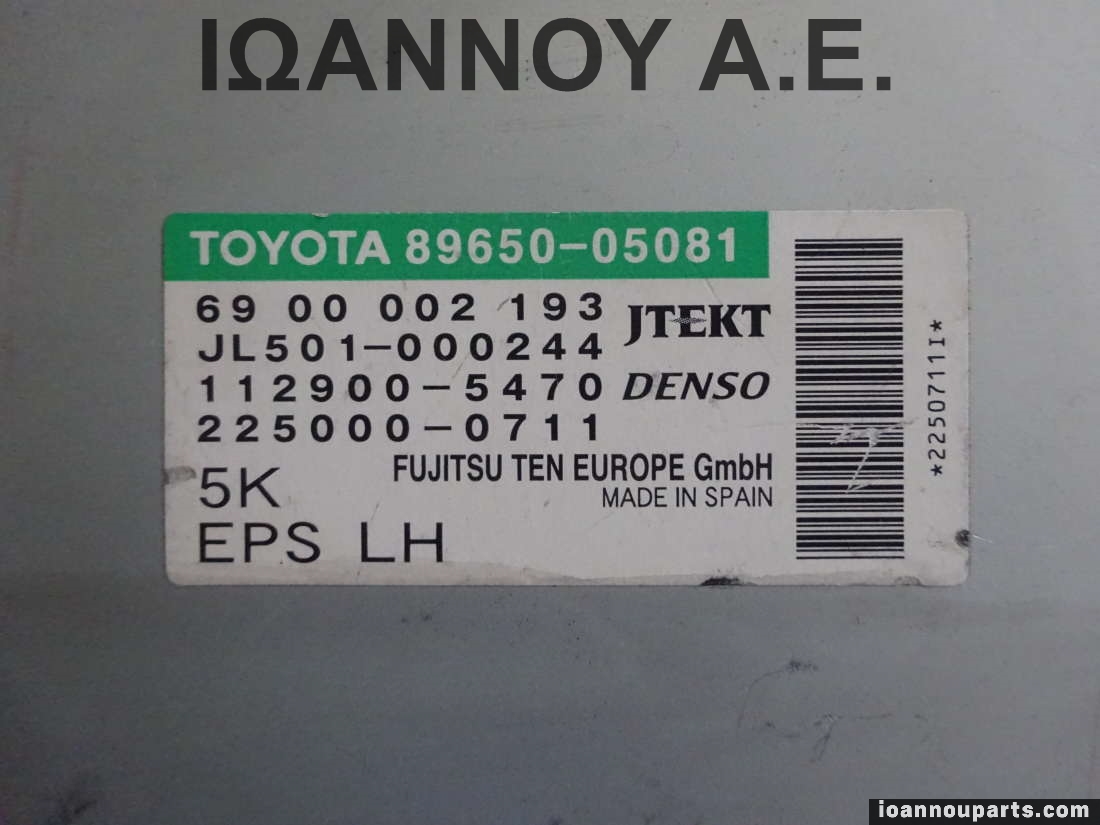 ΙΩΑΝΝΟΥ Α.Ε.
TOYOTA 89650-05081
69 00 002 193
JTEKT
JL501-000244
112900-5470 DENSO
225000-0711
FUJITSU TEN EUROPE GmbH
5K
MADE IN SPAIN
EPS LH
*2250711I*
ioannouparts.com